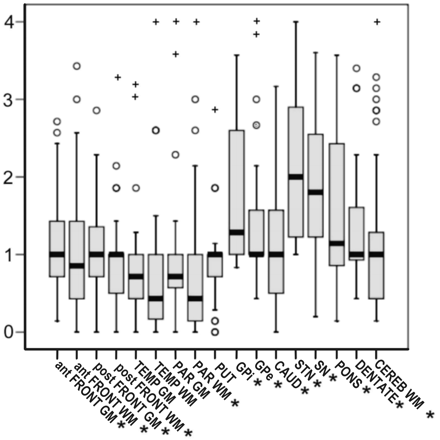 4
3
2
1
0
ant FRONT GM *
ant FRONT WM *
post FRONT GM *
post FRONT WM *
TEMP GM
TEMP WM
PAR GM
PAR WM *
PUT
GPi *
GPe *
CAUD *
STN *
SN *
PONS *
DENTATE *
CEREB WM *